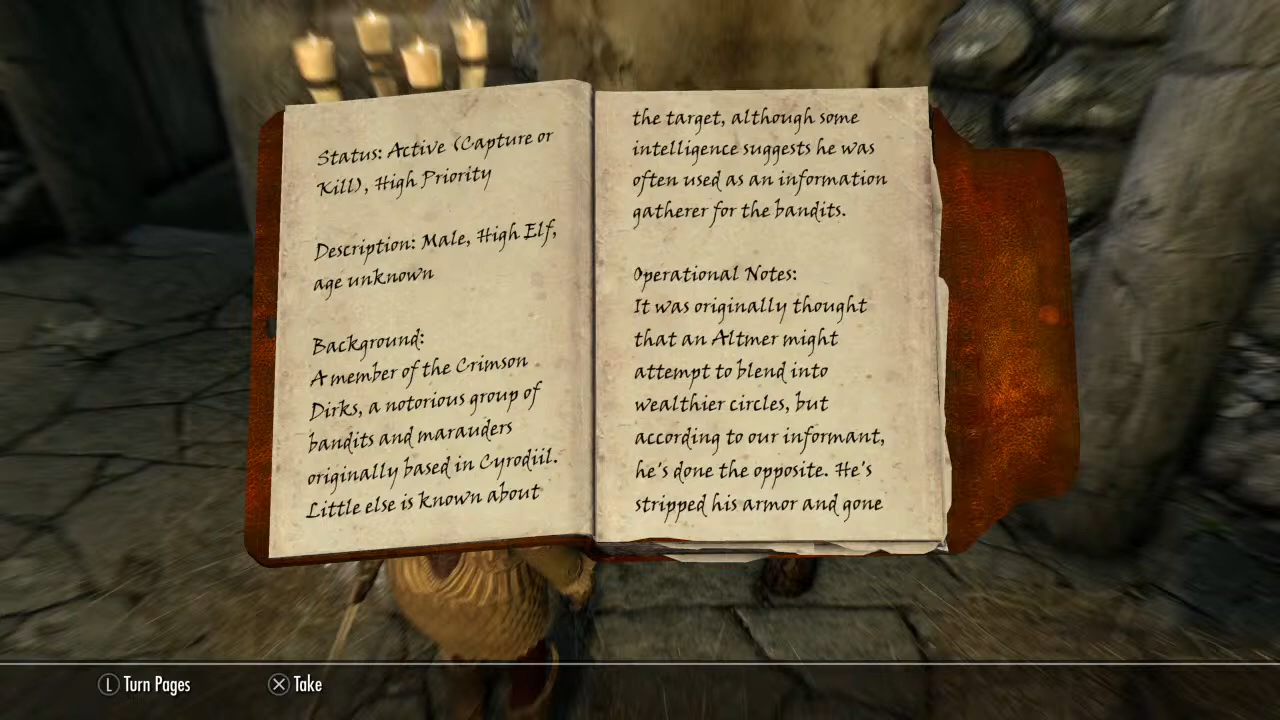 Status: Active (Capture or
Kill), High Priority
Description: Male, High Elf,
age unknown
Background:
A member of the Crimson
Dirks, a notorious group of
bandits and marauders
originally based in Cyrodiil.
Little else is known about
the target, although some
intelligence suggests he was
often used as an information
gatherer for the bandits.
Operational Notes:
It was originally thought
that an Altmer might
attempt to blend into
wealthier circles, but
according to our informant,
he's done the opposite. He's
stripped his armor and gone
L Turn Pages
X Take